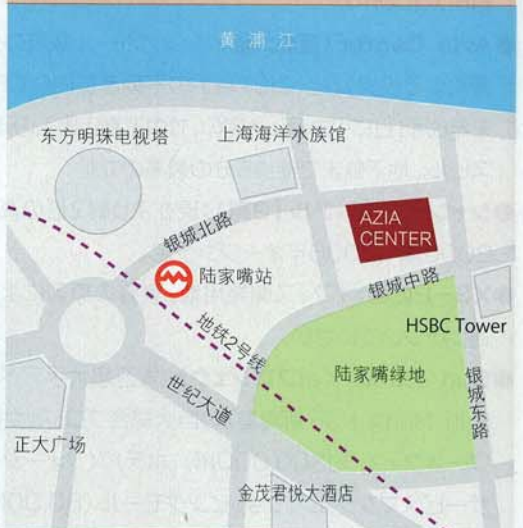 黄浦江
东方明珠电视塔
上海海洋水族馆
银城北路
AZIA
CENTER
陆家嘴站
银城中路
HSBC Tower
地铁2号线
陆家嘴绿地
银城东路
世纪大道
正大广场
金茂君悦大酒店